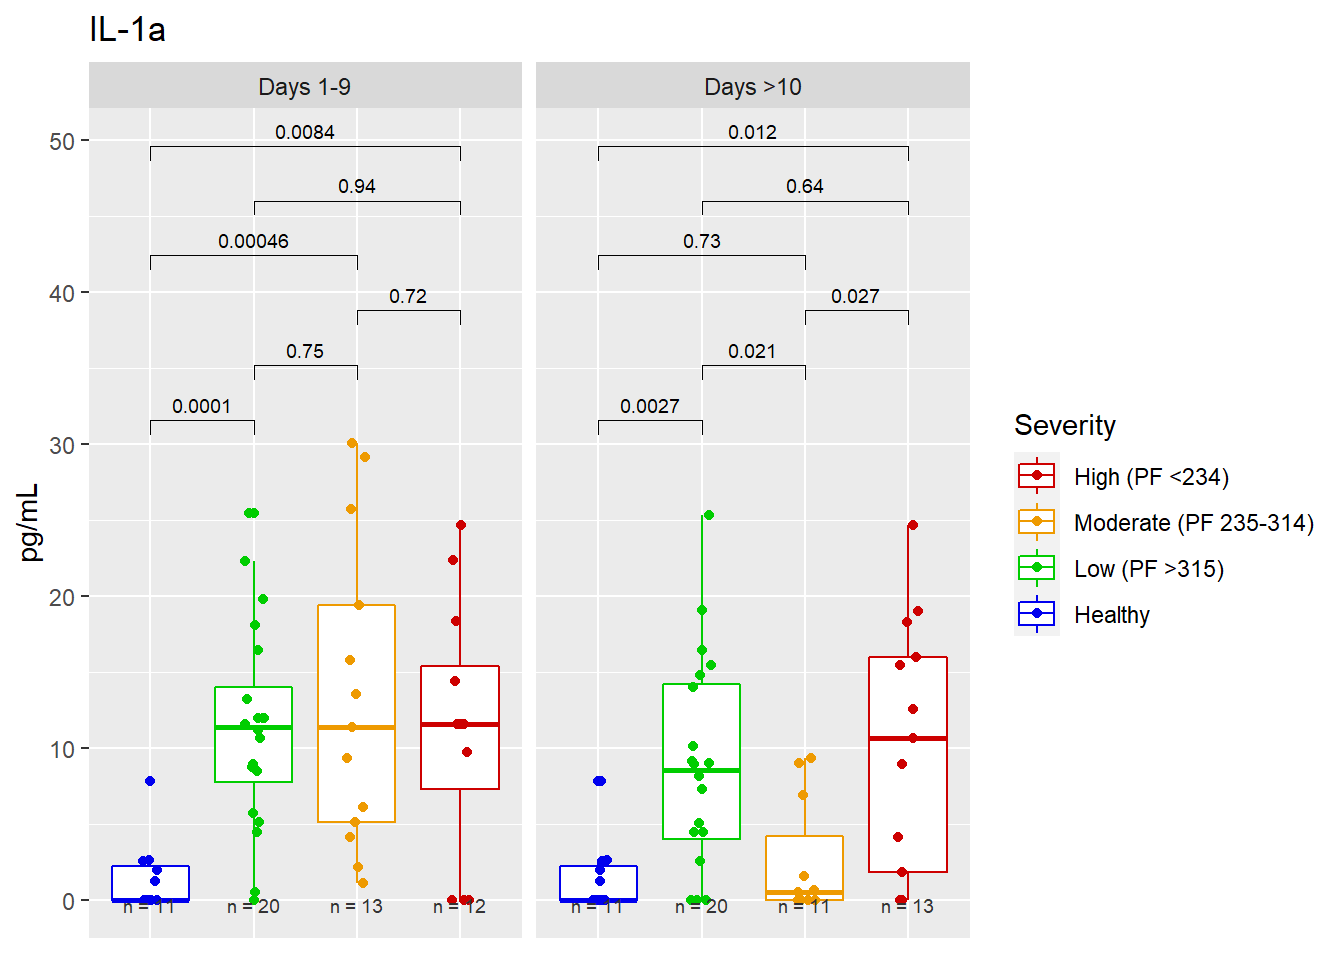 IL-1a
Days 1-9
Days >10
50
40
30
20
10
0
pg/mL
0.0084
0.94
0.00046
0.72
0.75
0.0001
n = 11
n = 20
n = 13
n = 12
0.012
0.64
0.73
0.027
0.021
0.0027
n = 11
n = 20
n = 11
n = 13
Severity
High (PF <234)
Moderate (PF 235-314)
Low (PF >315)
Healthy